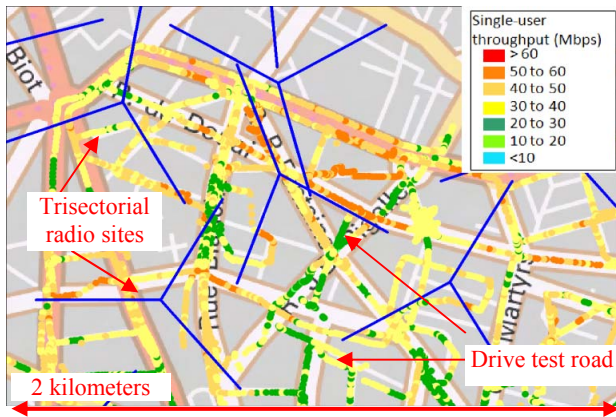 Single-user
throughput (Mbps)
> 60
50 to 60
40 to 50
30 to 40
20 to 30
10 to 20
<10
Biot
Trisectorial
radio sites
Martyrs
Drive test road
2 kilometers